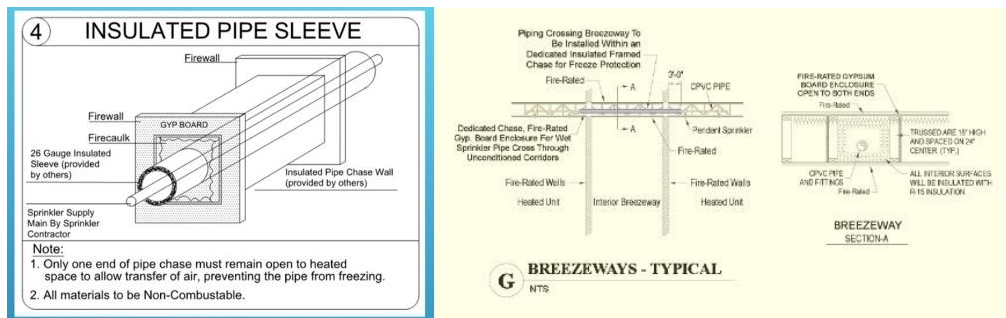 4
INSULATED PIPE SLEEVE
Firewall
Firewall
GYP BOARD
Firecaulk
26 Gauge Insulated
Sleeve (provided
by others)
Insulated Pipe Chase Wall
(provided by others)
Sprinkler Supply
Main By Sprinkler
Contractor
Note:
1. Only one end of pipe chase must remain open to heated
space to allow transfer of air, preventing the pipe from freezing.
2. All materials to be Non-Combustable.
Piping Crossing Breezeway To
Be Installed Within an
Dedicated Insulated Framed
Chase for Freeze Protection
Fire-Rated
A
3'-0"
CPVC PIPE
Dedicated Chase, Fire-Rated
Gyp. Board Enclosure For Wet
Sprinkler Pipe Cross Through
Unconditioned Corridors
A
Pendent Sprinkler
Fire-Rated
Fire-Rated Walls
Fire-Rated Walls
Heated Unit
Interior Breezeway
Heated Unit
G
BREEZEWAYS - TYPICAL
NTS
FIRE-RATED GYPSUM
BOARD ENCLOSURE
OPEN TO BOTH ENDS
Fire-Rated
TRUSSED ARE 16" HIGH
AND SPACED ON 24"
CENTER (TYP.)
CPVC PIPE
AND FITTINGS
Fire-Rated
ALL INTERIOR SURFACES
WILL BE INSULATED WITH
R-15 INSULATION
BREEZEWAY
SECTION-A